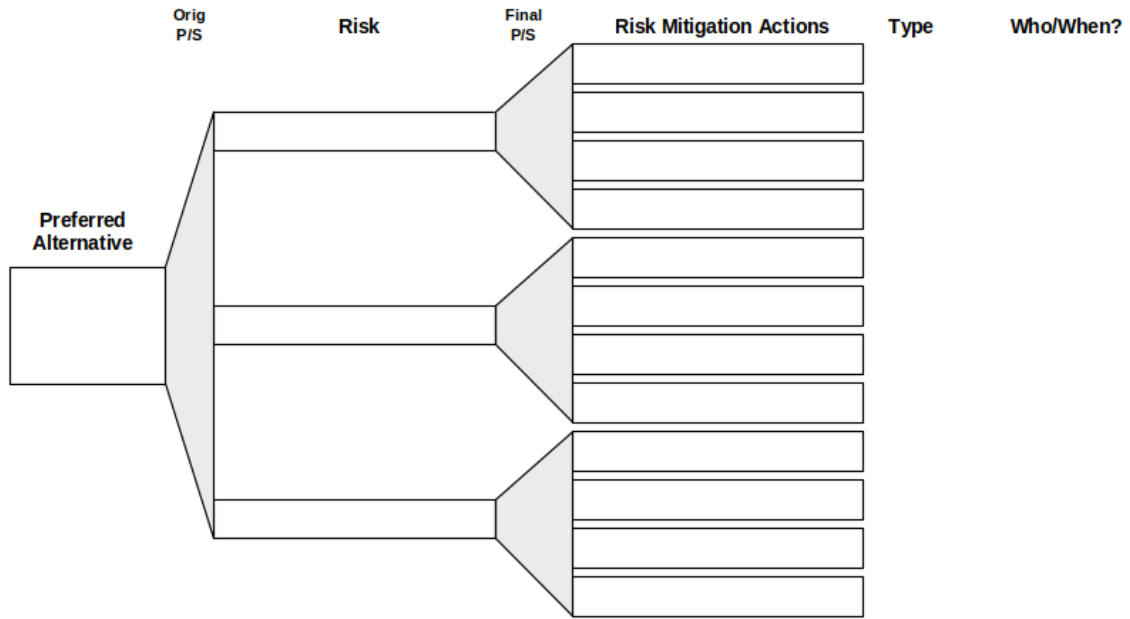 Orig
P/S
Risk
Final
P/S
Risk Mitigation Actions
Type
Who/When?
Preferred
Alternative